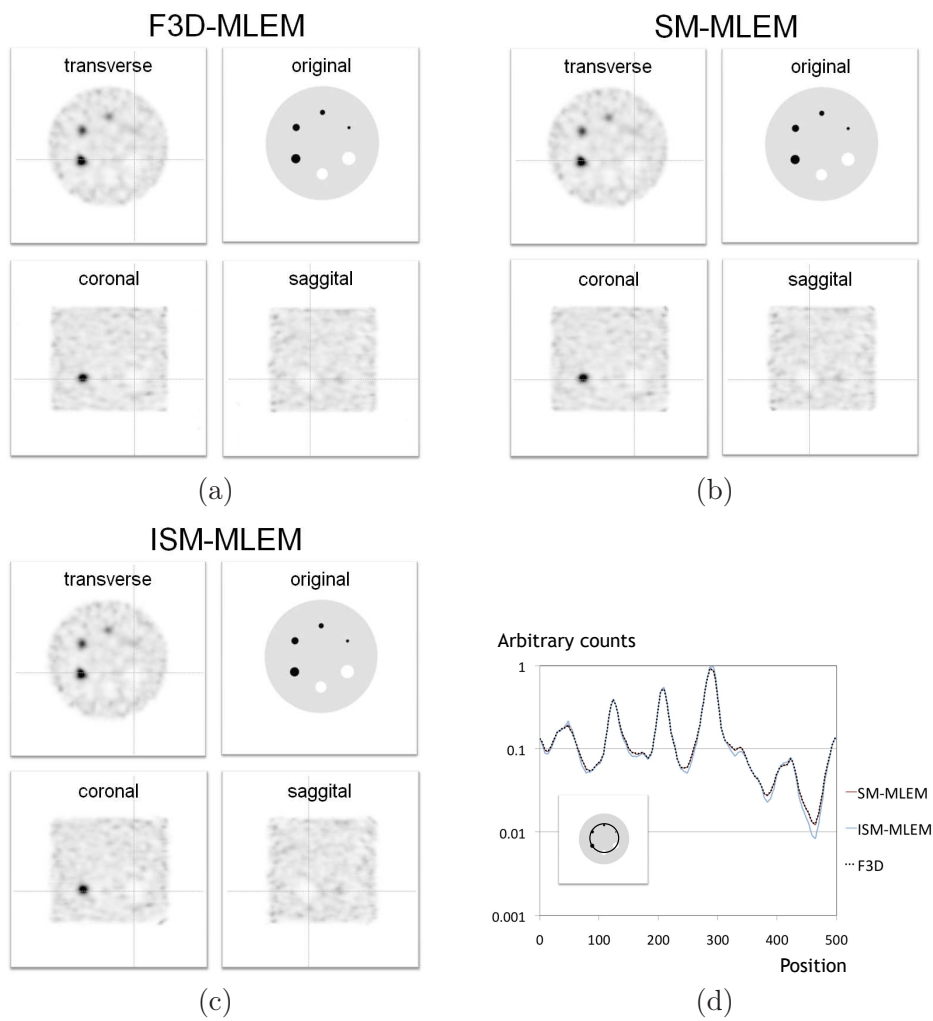 F3D-MLEM
transverse
original
coronal
saggital
(a)
SM-MLEM
transverse
original
coronal
saggital
(b)
ISM-MLEM
transverse
original
coronal
saggital
(c)
Arbitrary counts
1
0.1
0.01
0.001
0 100 200 300 400 500
Position
SM-MLEM
ISM-MLEM
F3D
(d)